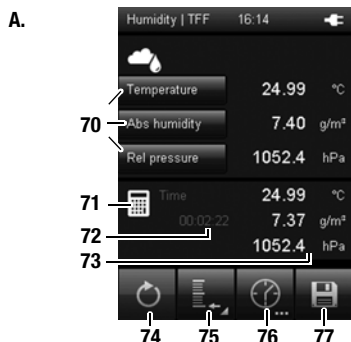 A.
Humidity | TFF 16:14
Temperature 24.99 °C
70 Abs humidity 7.40 g/m³
Rel pressure 1052.4 hPa
71 Time 24.99 °C
72 00:02:22 7.37 g/m³
73 1052.4 hPa
74 75 76 77